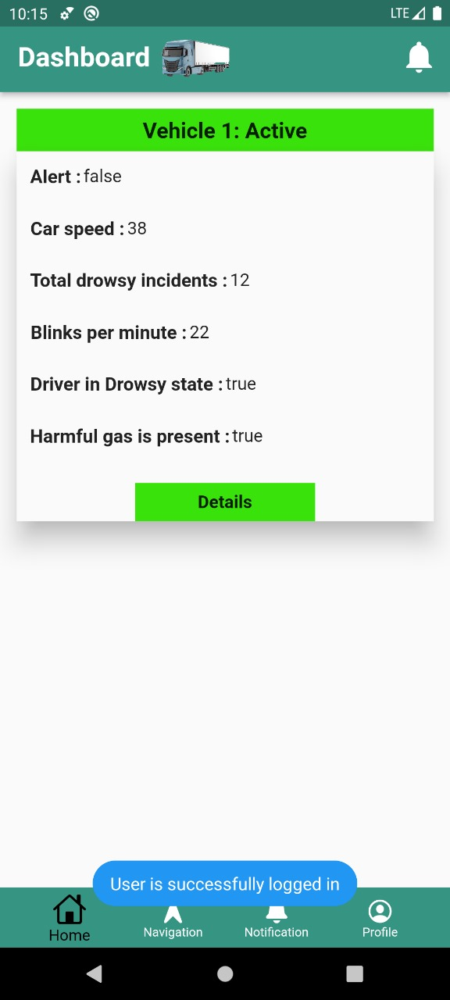 10:15
LTE
Dashboard
Vehicle 1: Active
Alert : false
Car speed : 38
Total drowsy incidents : 12
Blinks per minute : 22
Driver in Drowsy state : true
Harmful gas is present : true
Details
User is successfully logged in
Home
Navigation
Notification
Profile